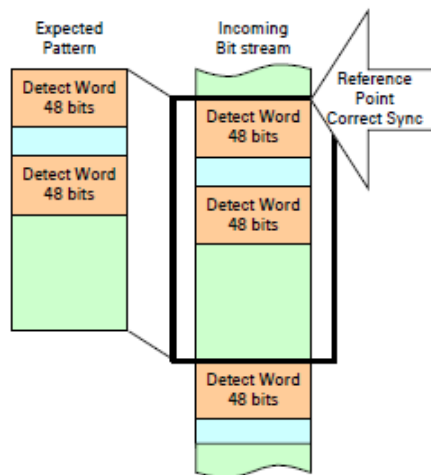 Expected
Pattern
Incoming
Bit stream
Detect Word
48 bits
Detect Word
48 bits
Detect Word
48 bits
Detect Word
48 bits
Detect Word
48 bits
Reference
Point
Correct Sync